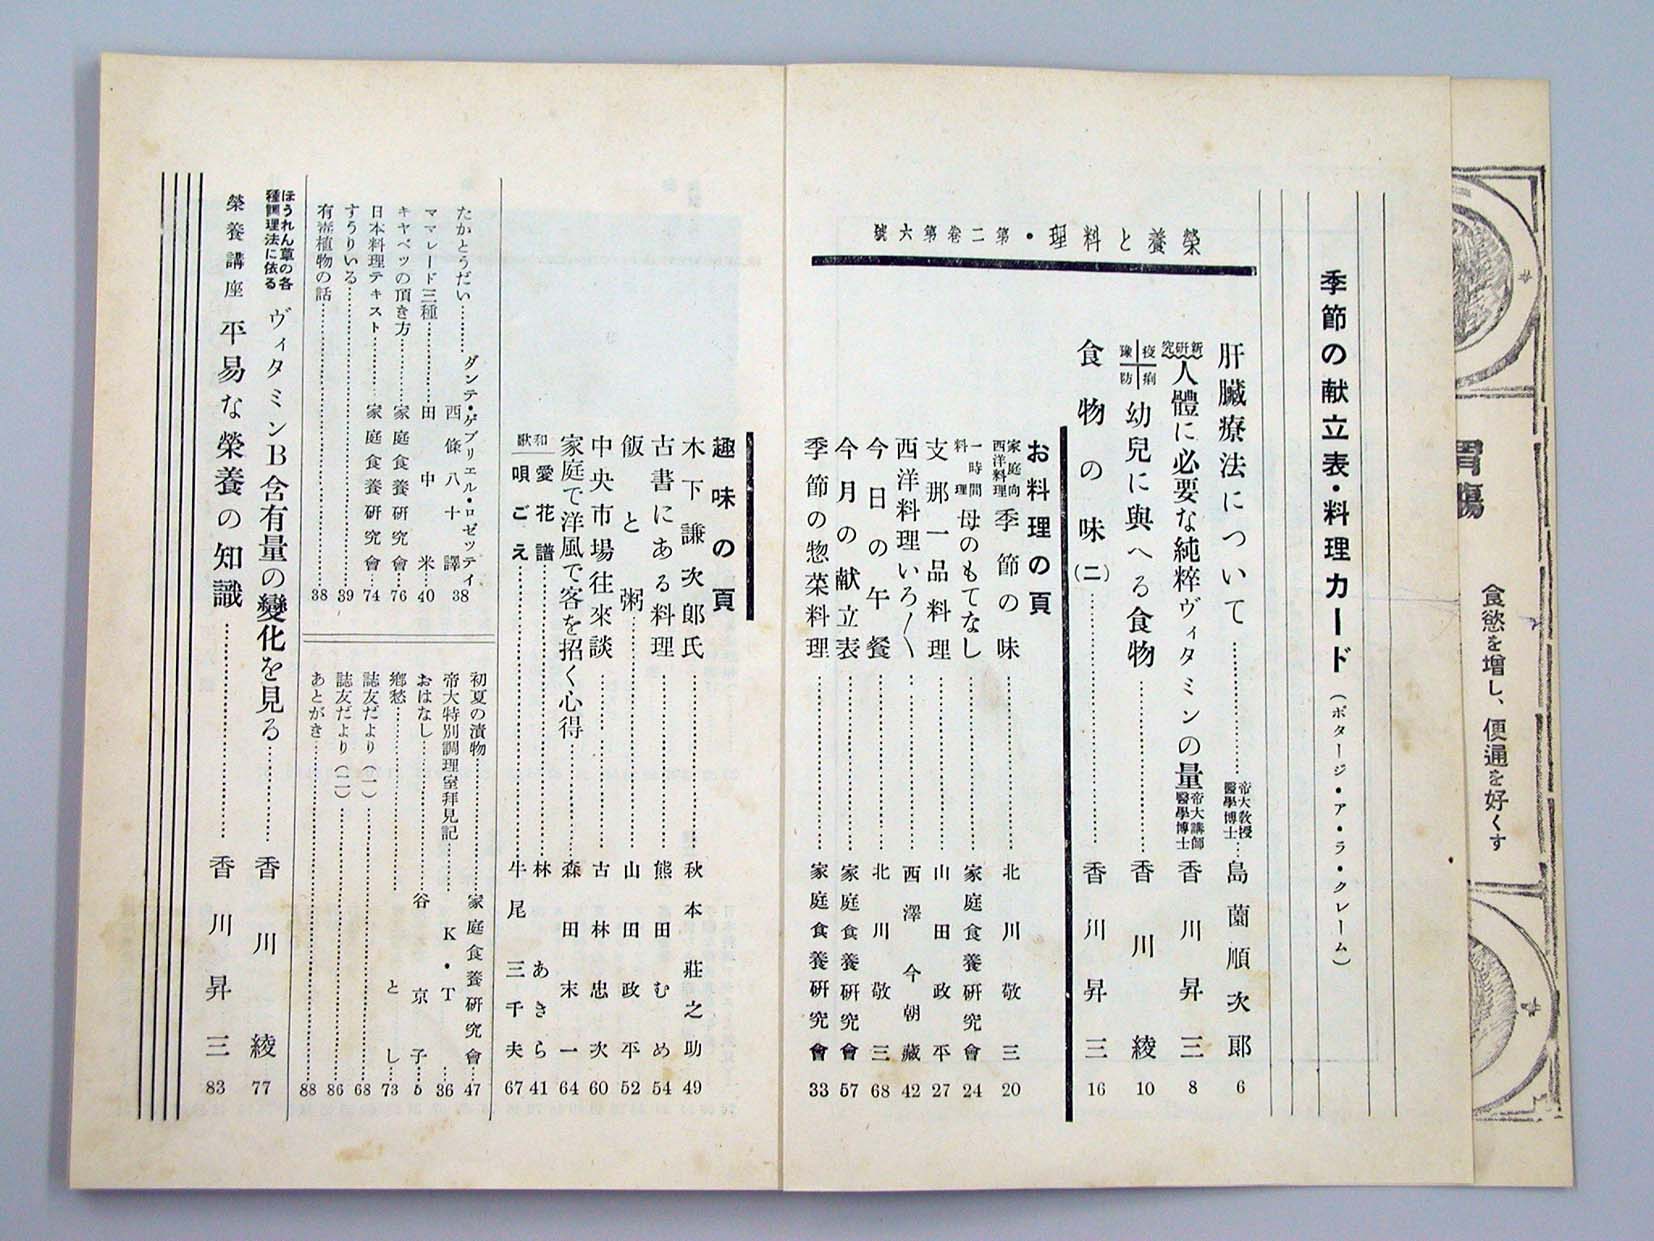 胃腸
食慾を増し、便通を好くす
季節の献立表・料理カード（ポタージ・ア・ラ・クレーム）
榮養と料理・第二卷第六號
肝臟療法について…………帝大教授醫學博士…島薗順次郎 6
新研究 人體に必要な純粹ヴィタミンの量 帝大講師醫學博士 香川昇三 8
疫痢豫防 幼兒に與へる食物…………香川綾 10
食物の味(二)…………香川昇三 16
お料理の頁
家庭向西洋料理 季節の味…………北川敬三 20
一時間料理 母のもてなし…………家庭食養研究會 24
支那一品料理…………山田政平 27
西洋料理いろ〳〵…………西澤今朝藏 42
今日の午餐…………北川敬三 68
今月の献立表…………家庭食養研究會 57
季節の惣菜料理…………家庭食養研究會 33
趣味の頁
木下謙次郎氏…………秋本莊之助 49
古書にある料理…………熊田むめ 54
飯と粥…………山田政平 52
中央市場往來談…………古林忠次 60
家庭で洋風で客を招く心得…………森田末一 64
和歌 愛花譜…………林あきら 41
唄ごえ…………牛尾三千夫 67
たかとうだい………ダンテ・ゲブリエル・ロゼッティ 西條八十譯 38
ママレード三種…………田中米 40
キヤベツの頂き方…………家庭食養研究會 76
日本料理テキスト…………家庭食養研究會 74
すうりいる…………39
有毒植物の話…………38
初夏の漬物…………家庭食養研究會 47
帝大特別調理室拜見記…………K・T 36
おはなし…………谷京子 6
鄕愁…………とし 73
誌友だより(一)…………68
誌友だより(二)…………86
あとがき…………88
ほうれん草の各種調理法に依る ヴィタミンB含有量の變化を見る…………香川綾 77
榮養講座 平易な榮養の知識…………香川昇三 83